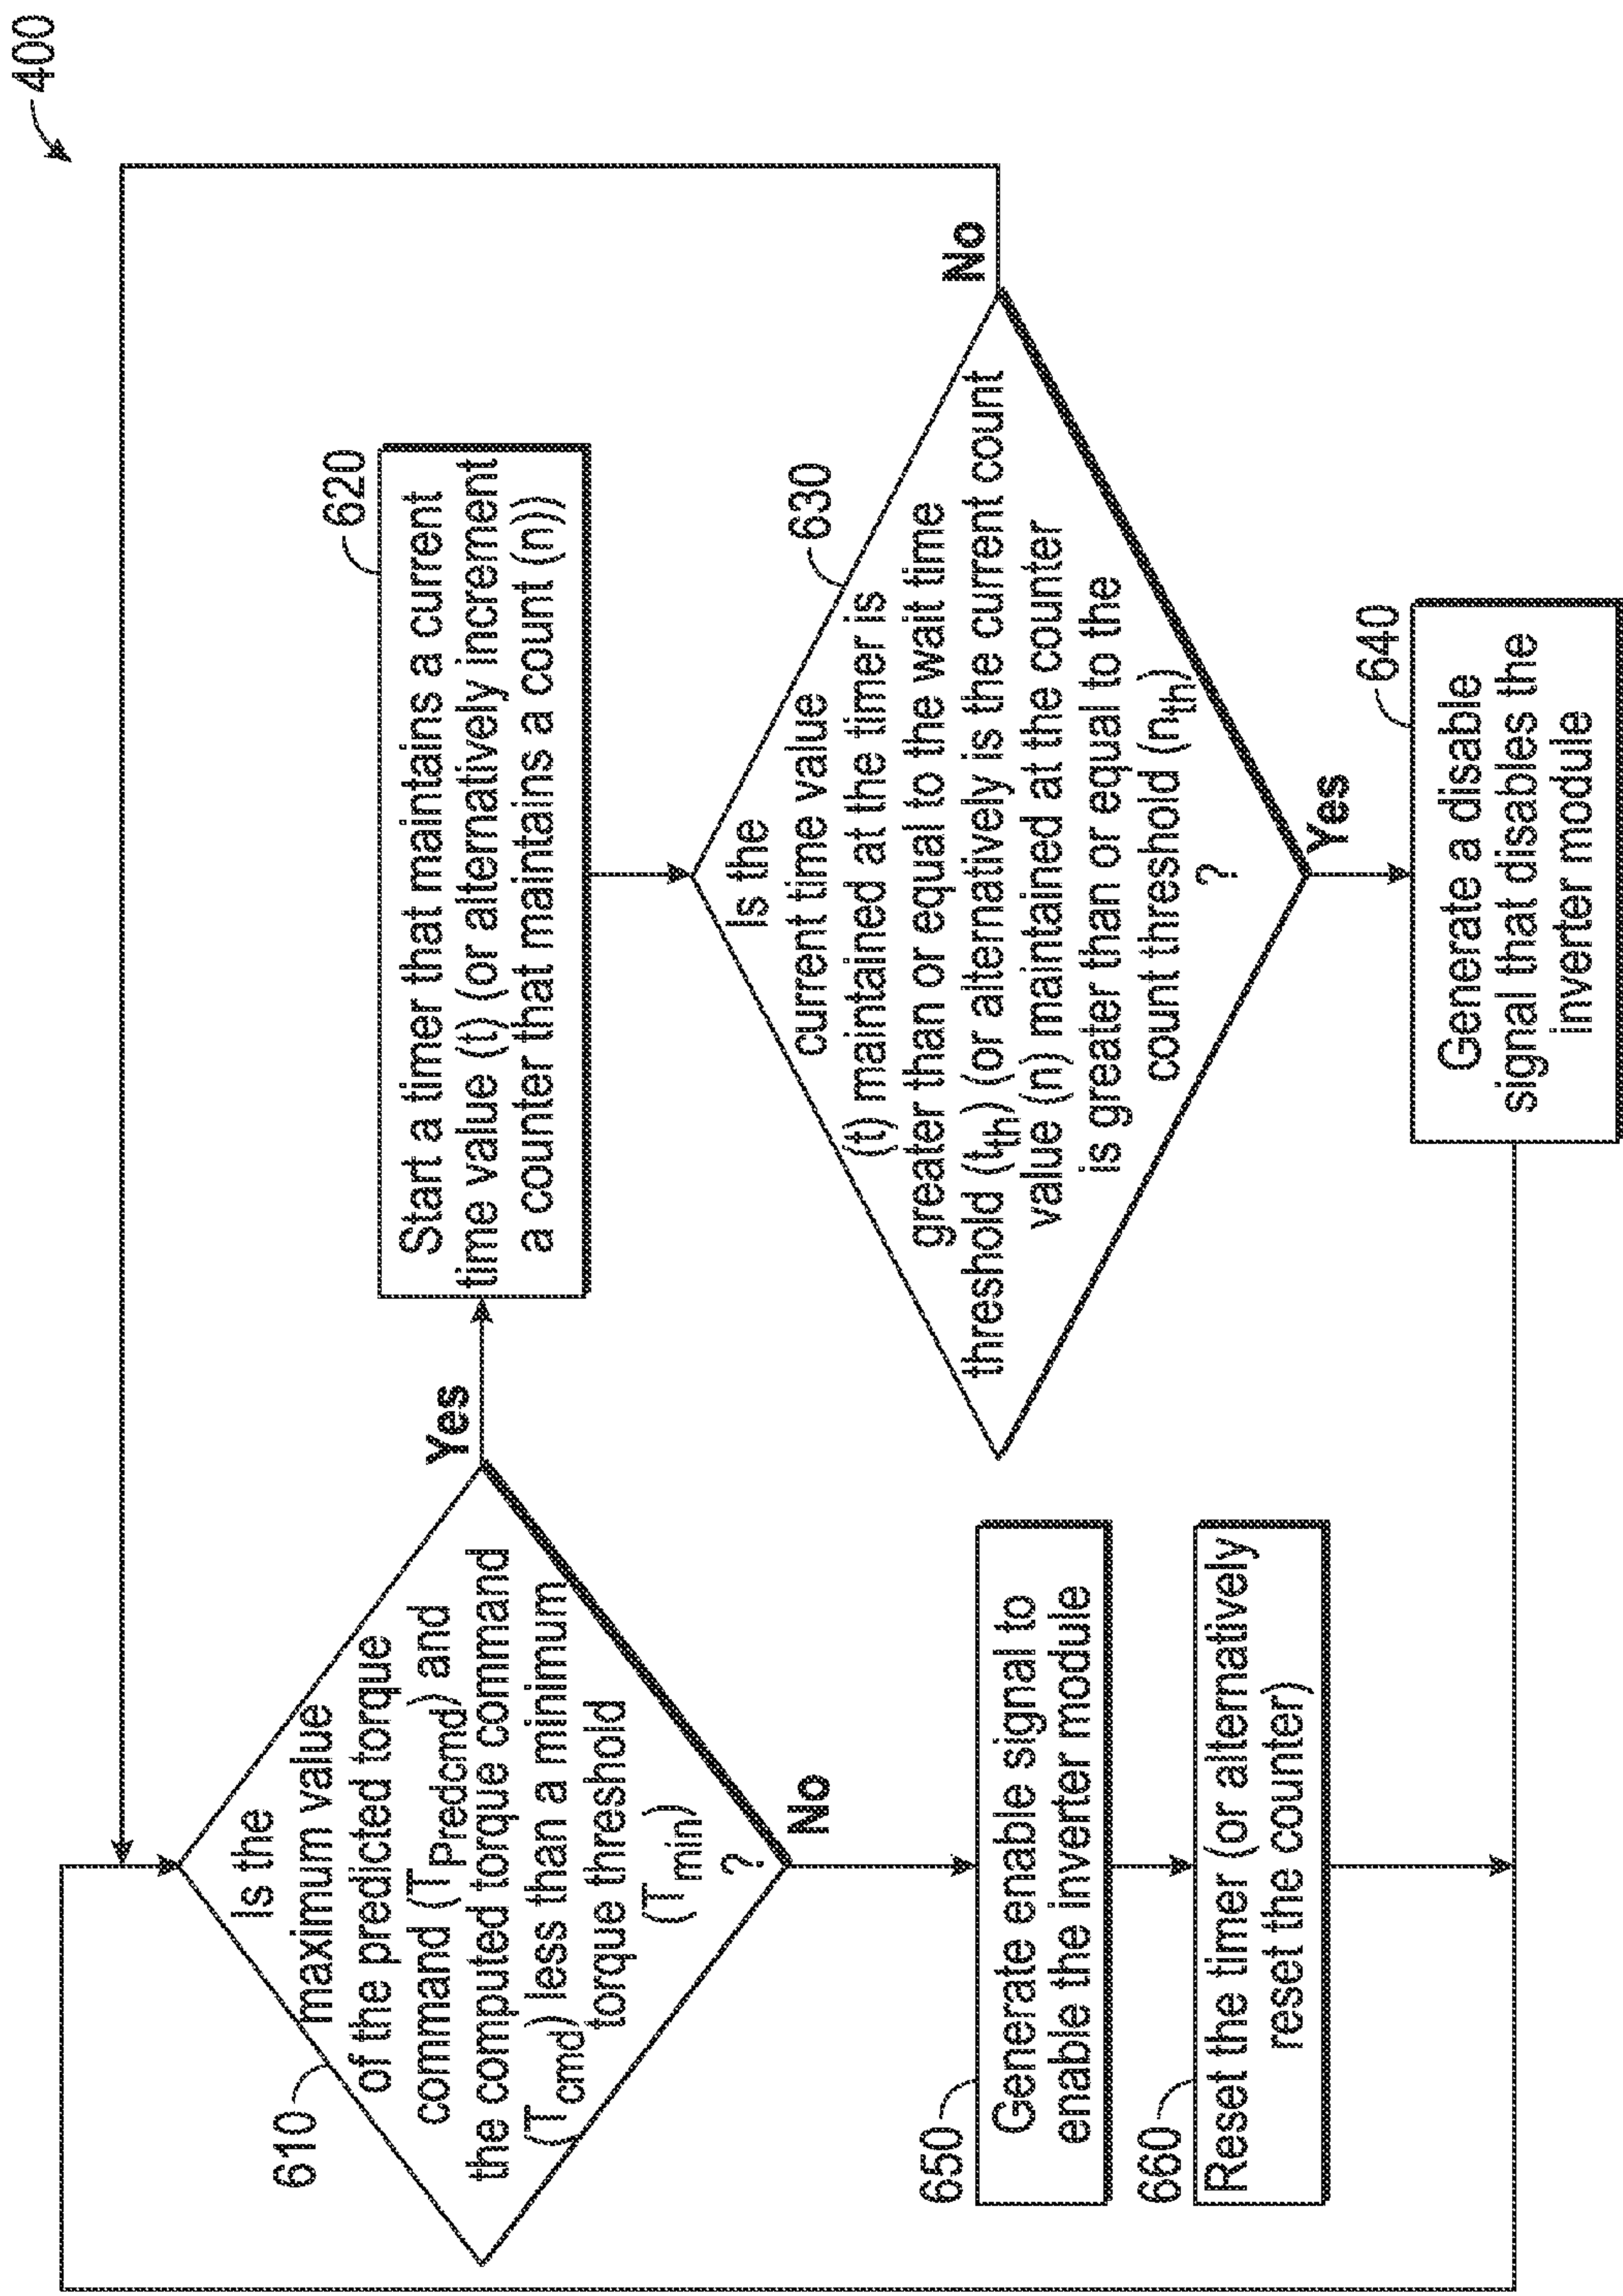 400
610
Is the
maximum value
of the predicted torque
command (TPredcmd) and
the computed torque command
(Tcmd) less than a minimum
torque threshold
(Tmin)
?
Yes
No
620
Start a timer that maintains a current
time value (t) (or alternatively increment
a counter that maintains a count (n))
630
Is the
current time value
(t) maintained at the timer is
greater than or equal to the wait time
threshold (tth) (or alternatively is the current count
value (n) maintained at the counter
is greater than or equal to the
count threshold (nth)
?
No
Yes
640
Generate a disable
signal that disables the
inverter module
650
Generate enable signal to
enable the inverter module
660
Reset the timer (or alternatively
reset the counter)